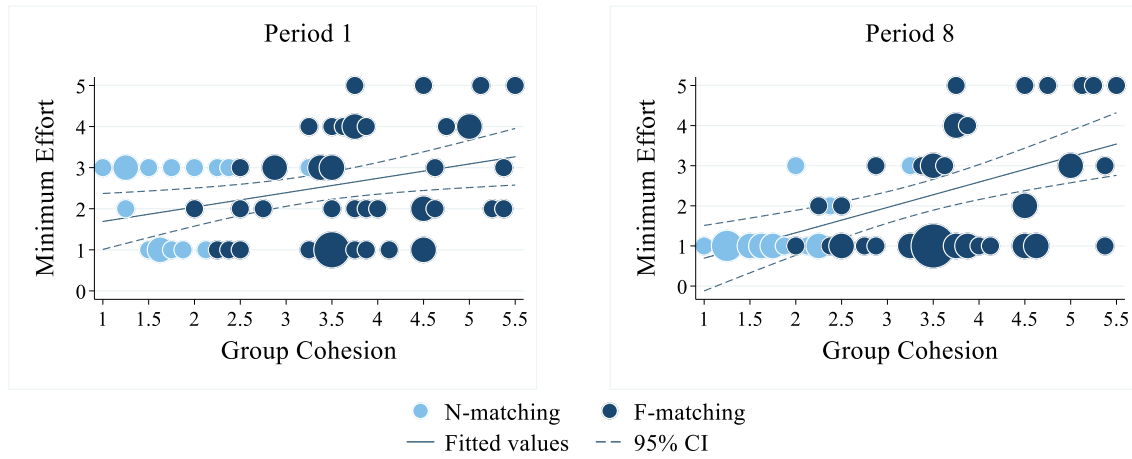 Period 1
Minimum Effort
5
4
3
2
1
0
1 1.5 2 2.5 3 3.5 4 4.5 5 5.5
Group Cohesion
Period 8
Minimum Effort
5
4
3
2
1
0
1 1.5 2 2.5 3 3.5 4 4.5 5 5.5
Group Cohesion
N-matching F-matching
Fitted values 95% CI